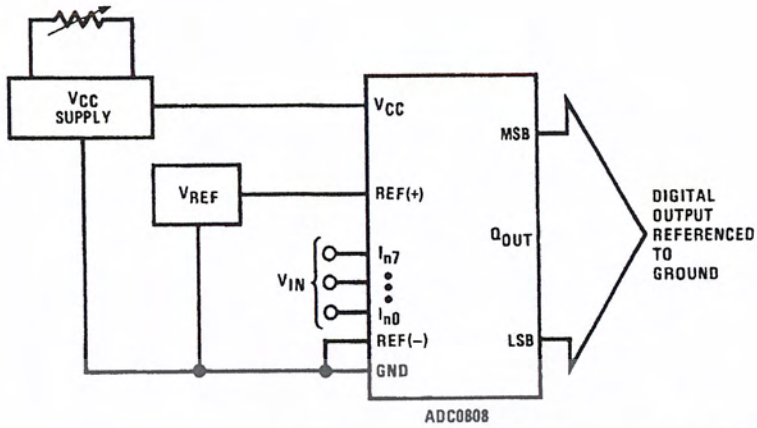 VCC
SUPPLY
VCC
MSB
VREF
REF(+)
DIGITAL
OUTPUT
REFERENCED
TO
GROUND
QOUT
In7
VIN
In0
REF(−)
LSB
GND
ADC0808